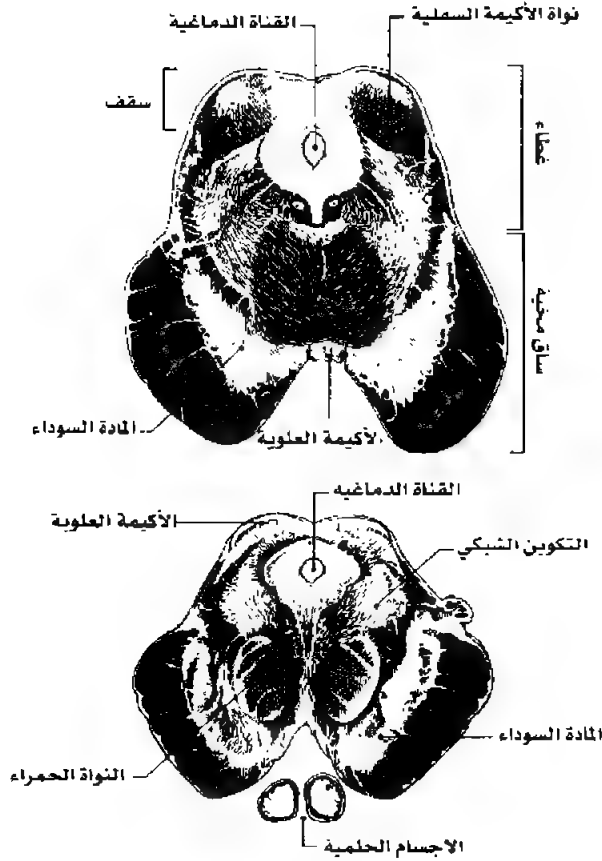 القناة الدماغية
نواة الأكيمة السملية
سقف
غطاء
ساق مخية
المادة السوداء
الأكيمة العلوية
القناة الدماغيه
الأكيمة العلوية
التكوين الشبكي
المادة السوداء
النواة الحمراء
الاجسام الحلمية